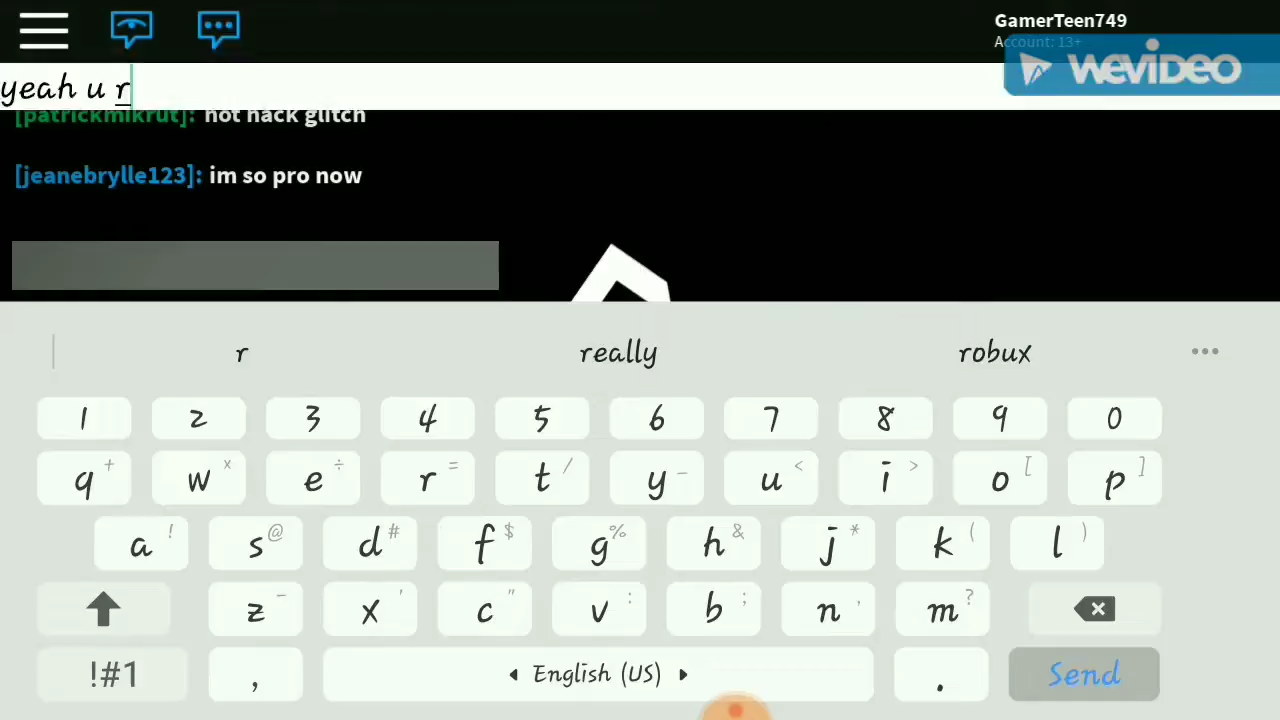 GamerTeen749
Account: 13+
WeVideo
yeah u r
[patrickmikrut]: not hack glitch
[jeanebrylle123]: im so pro now
r really robux
1 2 3 4 5 6 7 8 9 0
q + w x e ÷ r = t / y _ u < i > o [ p ]
a ! s @ d # f $ g % h & j * k ( l )
z - x ' c " v : b ; n , m ?
!#1 , English (US) . Send